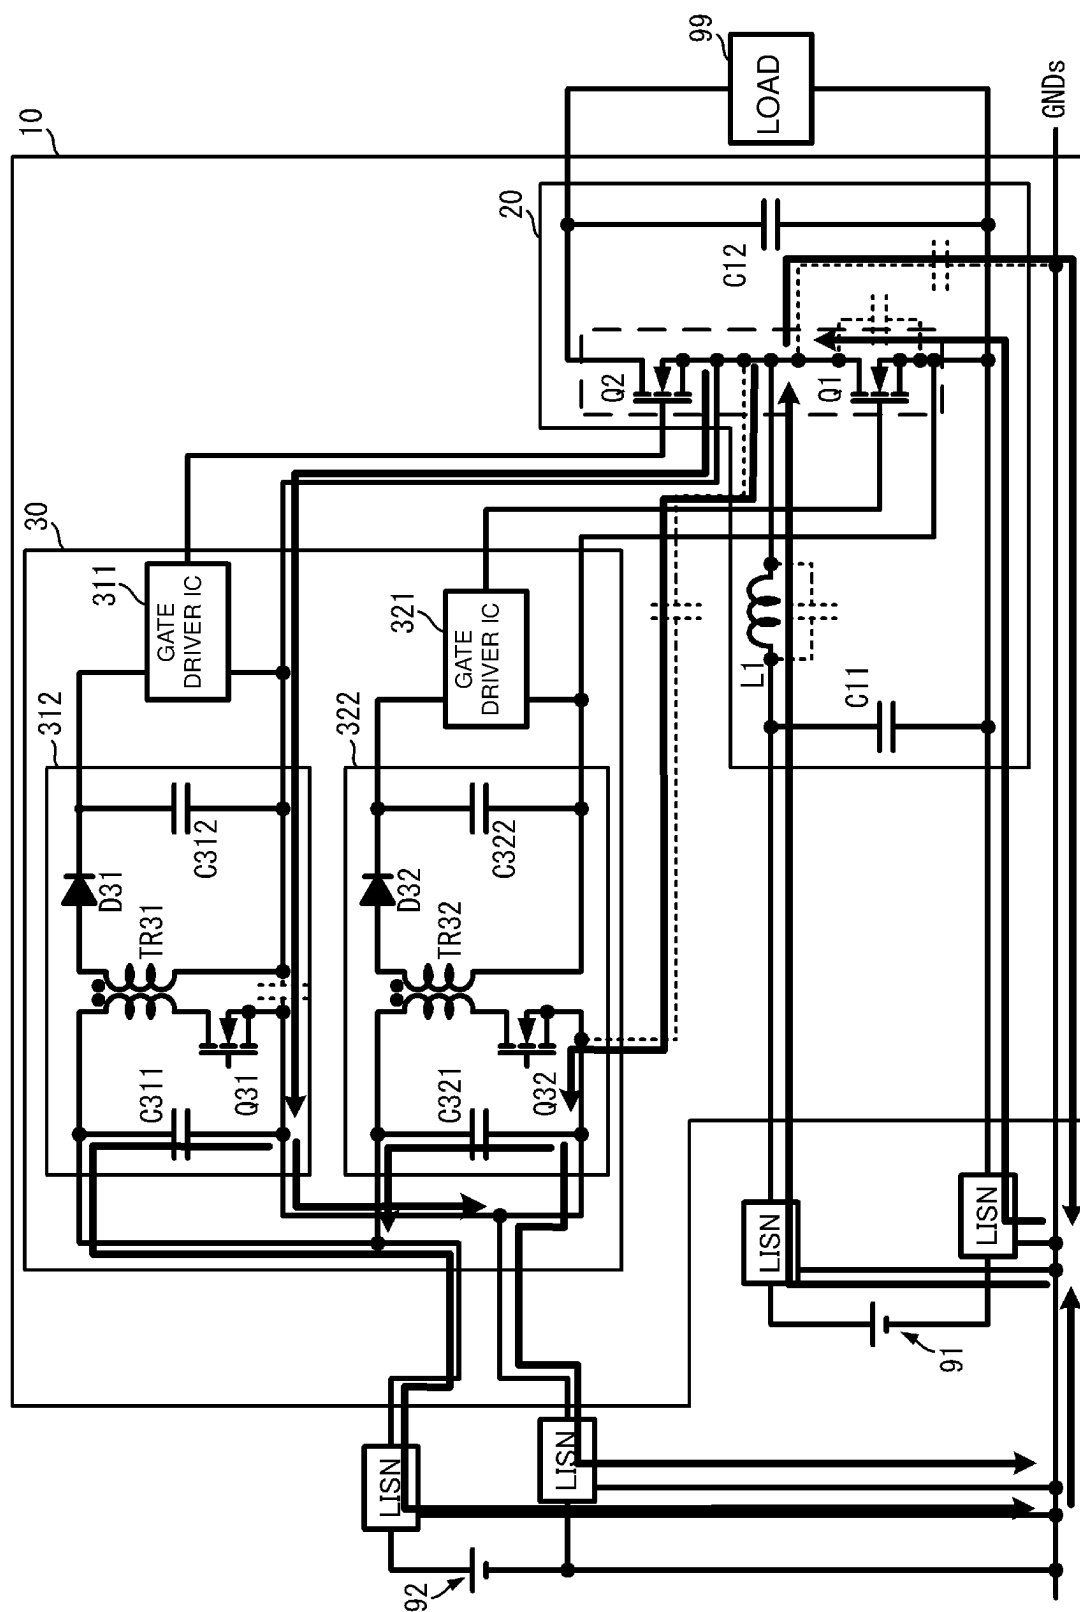 10
30
312
311
GATE
DRIVER IC
D31
TR31
C312
C311
Q31
322
321
GATE
DRIVER IC
D32
TR32
C322
C321
Q32
20
99
LOAD
C12
Q2
Q1
L1
C11
GNDs
LISN
LISN
91
LISN
LISN
92